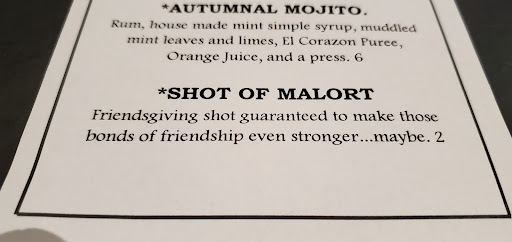 *AUTUMNAL MOJITO.
Rum, house made mint simple syrup, muddled
mint leaves and limes, El Corazon Puree,
Orange Juice, and a press. 6
*SHOT OF MALORT
Friendsgiving shot guaranteed to make those
bonds of friendship even stronger...maybe. 2